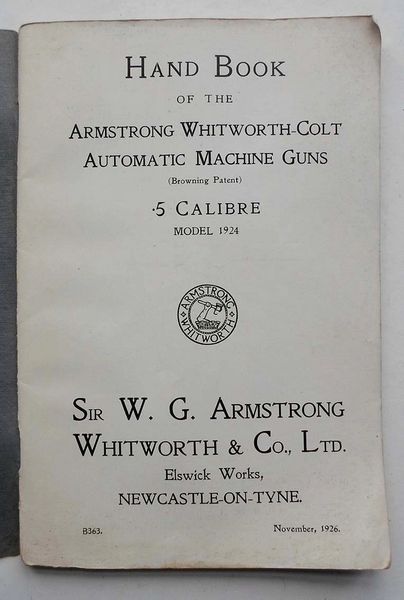 HAND BOOK
OF THE
ARMSTRONG WHITWORTH-COLT
AUTOMATIC MACHINE GUNS
(Browning Patent)
·5 CALIBRE
MODEL 1924
ARMSTRONG
WHITWORTH
SIR W. G. ARMSTRONG
WHITWORTH & CO., LTD.
Elswick Works,
NEWCASTLE-ON-TYNE.
B363.
November, 1926.